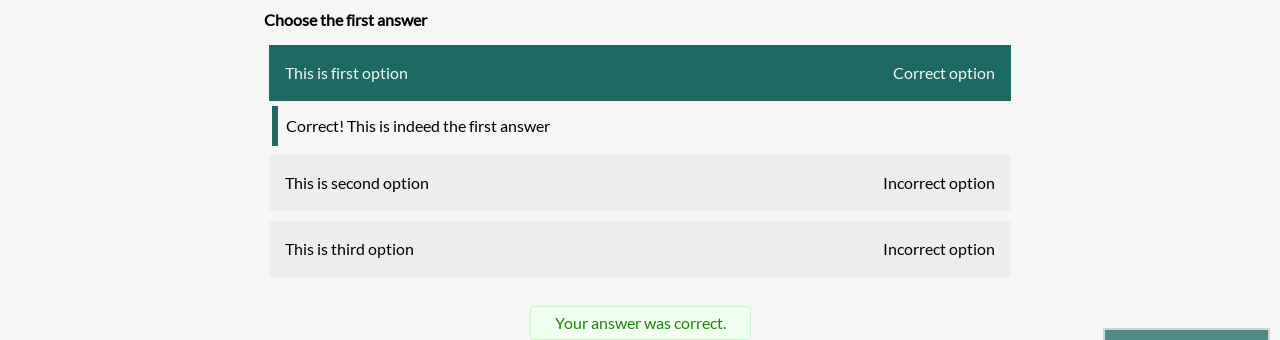 Choose the first answer
This is first option Correct option
Correct! This is indeed the first answer
This is second option Incorrect option
This is third option Incorrect option
Your answer was correct.